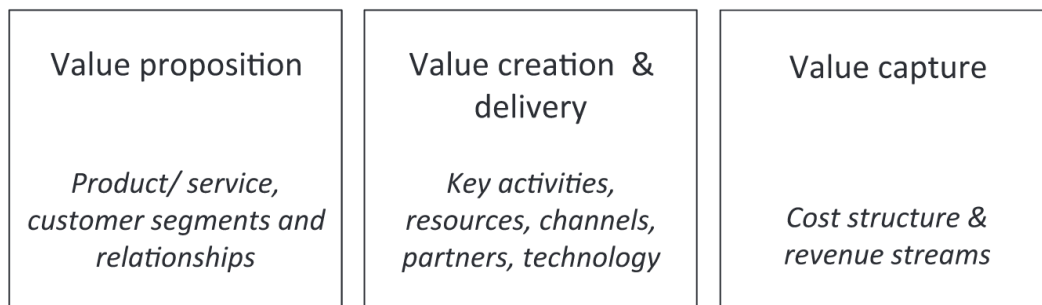 Value proposition
Product/ service,
customer segments and
relationships
Value creation & 
delivery
Key activities,
resources, channels,
partners, technology
Value capture
Cost structure &
revenue streams